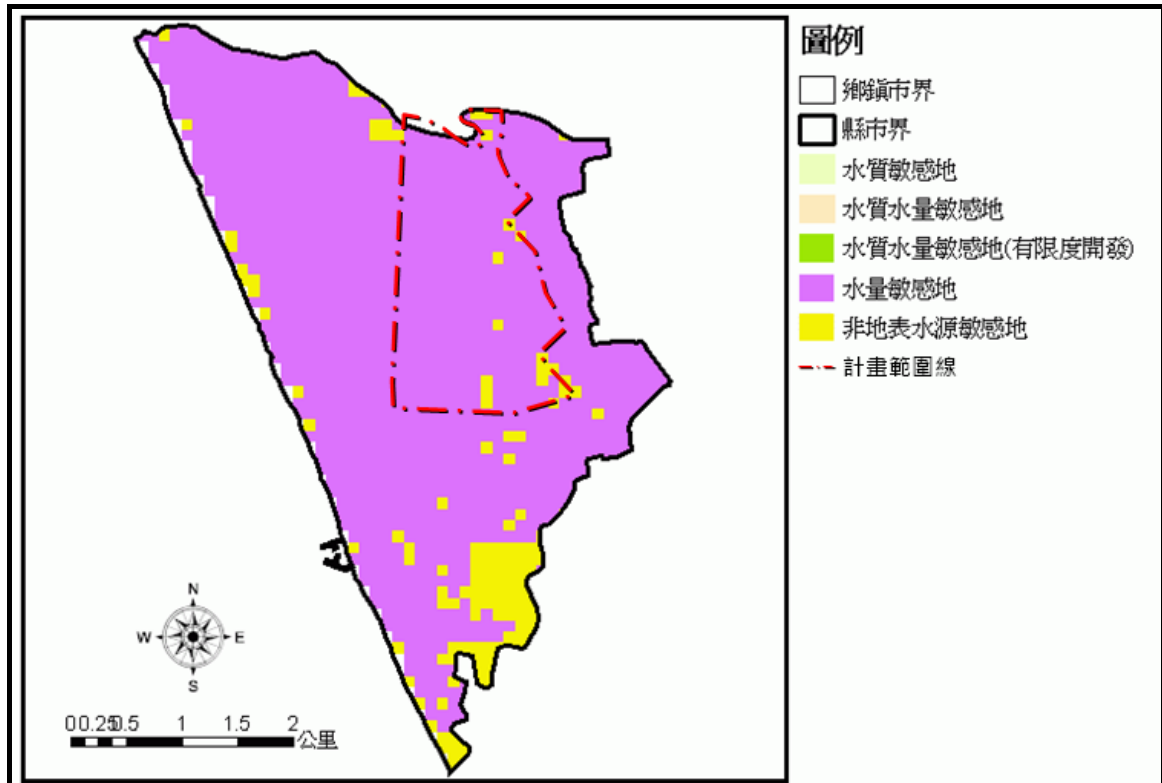 圖例
鄉鎮市界
縣市界
水質敏感地
水質水量敏感地
水質水量敏感地(有限度開發)
水量敏感地
非地表水源敏感地
計畫範圍線
N
W
E
S
0 0.25 0.5 1 1.5 2
公里